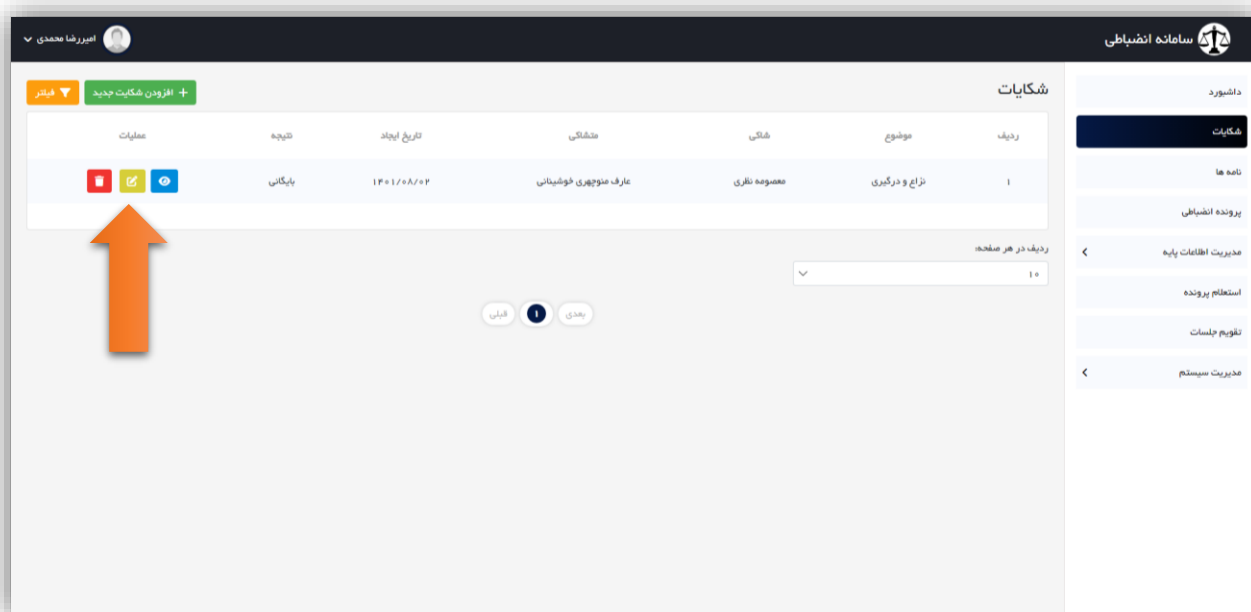 سامانه انضباطی
امیررضا محمدی
داشبورد
شکایات
نامه ها
پرونده انضباطی
مدیریت اطلاعات پایه
استعلام پرونده
تقویم جلسات
مدیریت سیستم
شکایات
+ افزودن شکایت جدید
فیلتر
ردیف موضوع شاکی متشاکی تاریخ ایجاد نتیجه عملیات
۱ نزاع و درگیری معصومه نظری عارف منوچهری خوشینانی ۱۴۰۱/۰۸/۰۲ بایگانی
ردیف در هر صفحه:
۱۰
بعدی ۱ قبلی